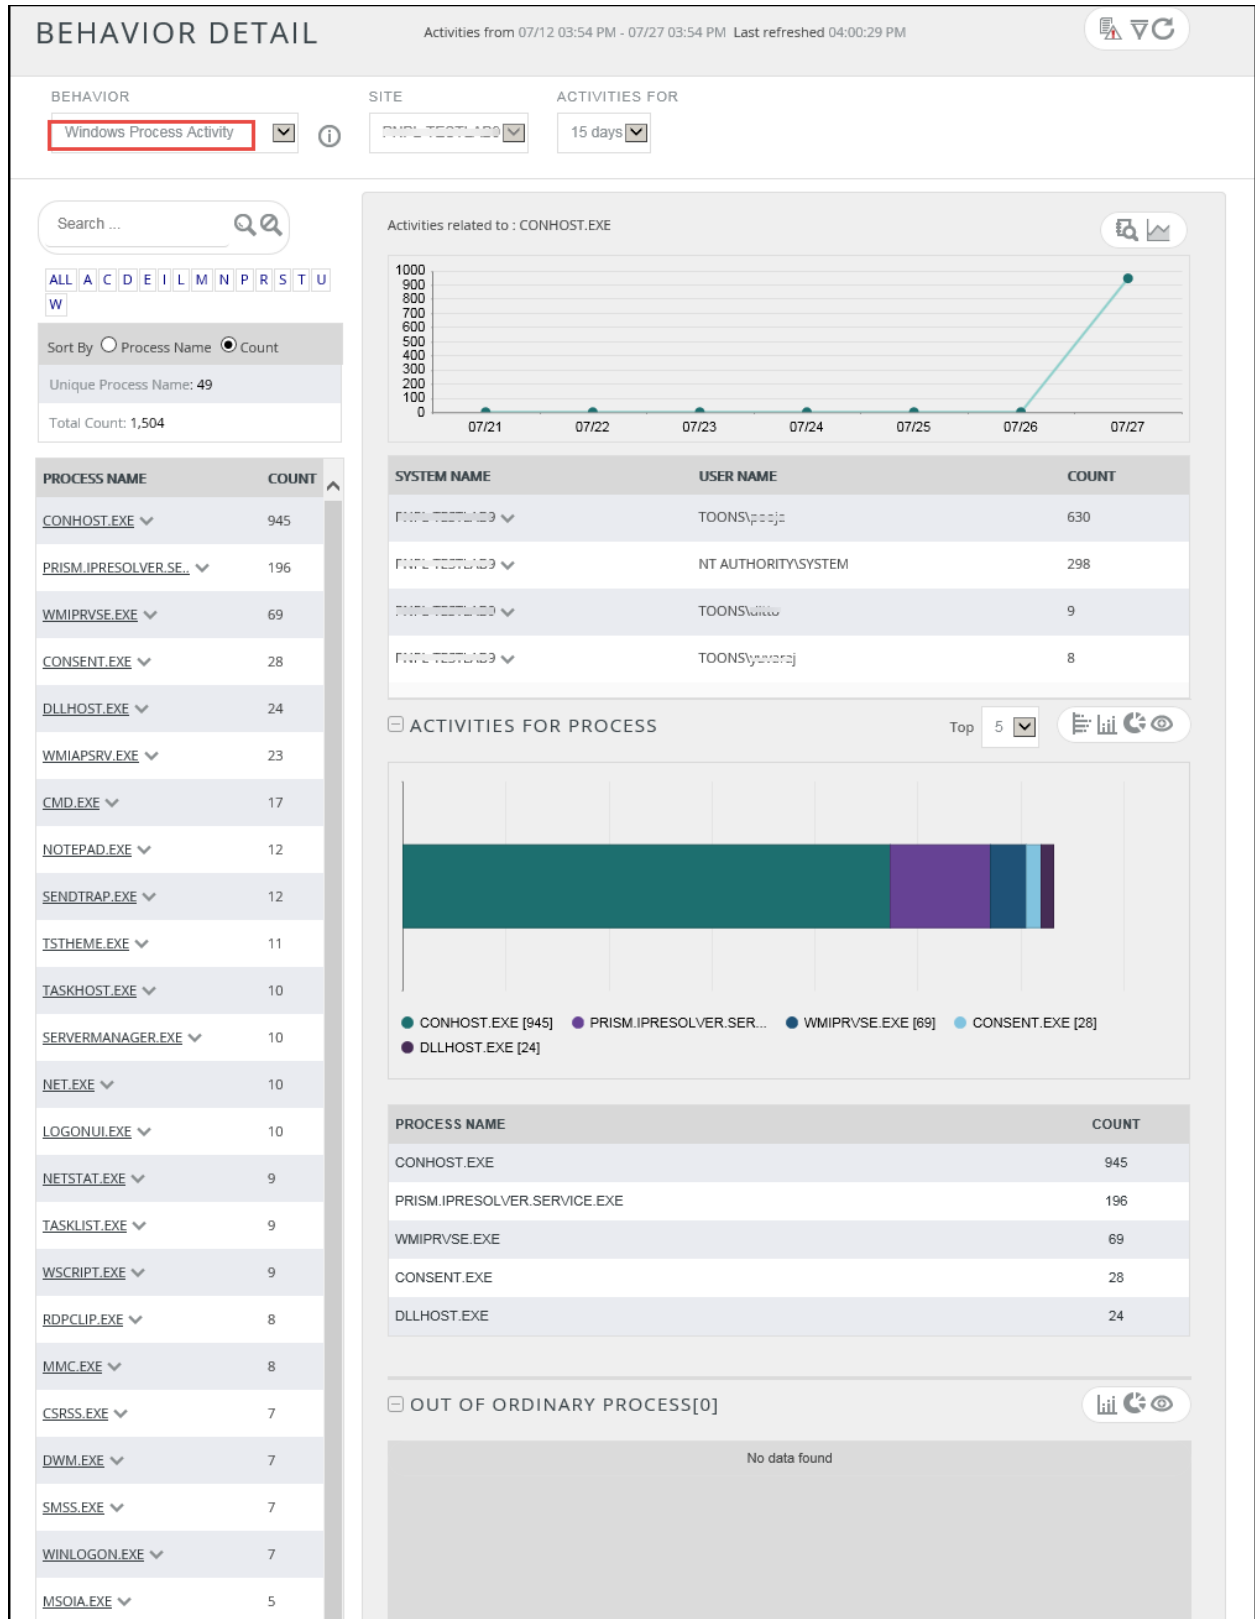 BEHAVIOR DETAIL
Activities from 07/12 03:54 PM - 07/27 03:54 PM Last refreshed 04:00:29 PM
BEHAVIOR SITE ACTIVITIES FOR
Windows Process Activity 15 days
Search ...
ALL A C D E I L M N P R S T U
W
Sort By Process Name Count
Unique Process Name: 49
Total Count: 1,504
PROCESS NAME COUNT
CONHOST.EXE 945
PRISM.IPRESOLVER.SE.. 196
WMIPRVSE.EXE 69
CONSENT.EXE 28
DLLHOST.EXE 24
WMIAPSRV.EXE 23
CMD.EXE 17
NOTEPAD.EXE 12
SENDTRAP.EXE 12
TSTHEME.EXE 11
TASKHOST.EXE 10
SERVERMANAGER.EXE 10
NET.EXE 10
LOGONUI.EXE 10
NETSTAT.EXE 9
TASKLIST.EXE 9
WSCRIPT.EXE 9
RDPCLIP.EXE 8
MMC.EXE 8
CSRSS.EXE 7
DWM.EXE 7
SMSS.EXE 7
WINLOGON.EXE 7
MSOIA.EXE 5
Activities related to : CONHOST.EXE
1000
900
800
700
600
500
400
300
200
100
0
07/21 07/22 07/23 07/24 07/25 07/26 07/27
SYSTEM NAME USER NAME COUNT
TOONS\ 630
NT AUTHORITY\SYSTEM 298
TOONS\ 9
TOONS\ 8
ACTIVITIES FOR PROCESS Top 5
CONHOST.EXE [945] PRISM.IPRESOLVER.SER... WMIPRVSE.EXE [69] CONSENT.EXE [28]
DLLHOST.EXE [24]
PROCESS NAME COUNT
CONHOST.EXE 945
PRISM.IPRESOLVER.SERVICE.EXE 196
WMIPRVSE.EXE 69
CONSENT.EXE 28
DLLHOST.EXE 24
OUT OF ORDINARY PROCESS[0]
No data found